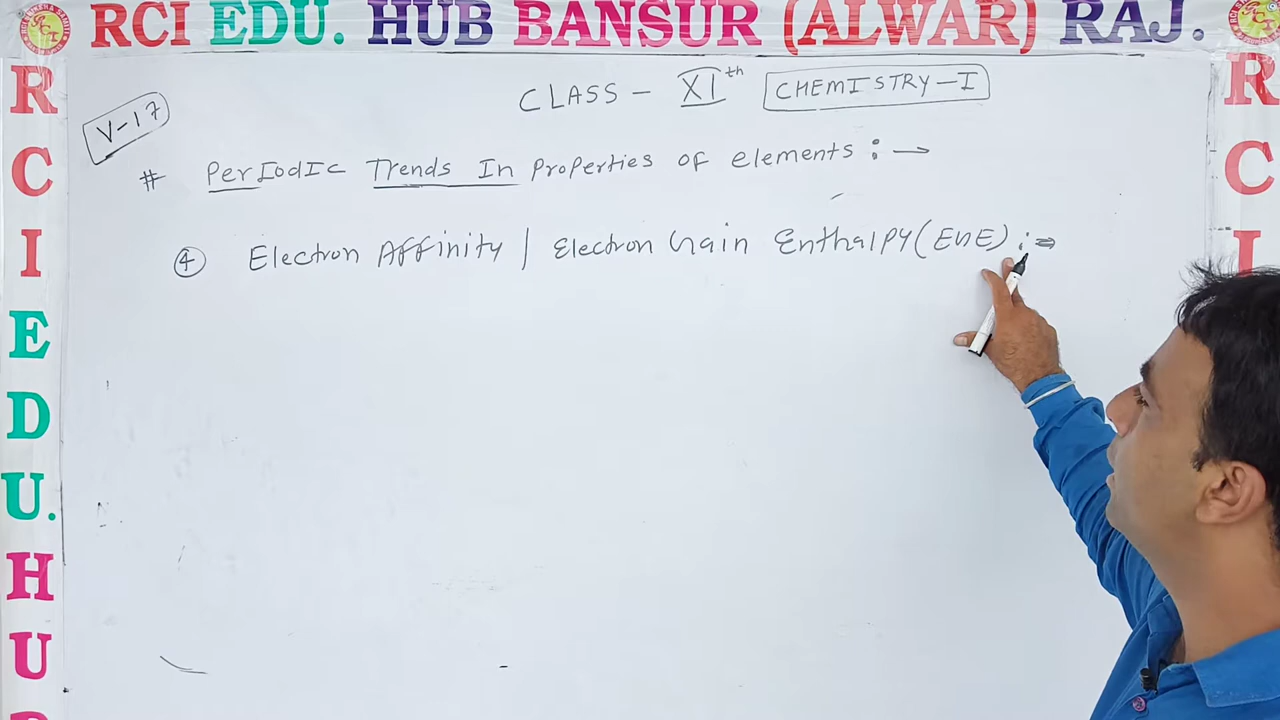 RCI EDU. HUB BANSUR (ALWAR) RAJ.
CLASS - XIth CHEMISTRY-I
V-17
# Periodic Trends In Properties of elements :→
④ Electron Affinity | Electron Gain Enthalpy (EGE) :⇒
R
C
I
E
D
U.
H
U
R
C
I